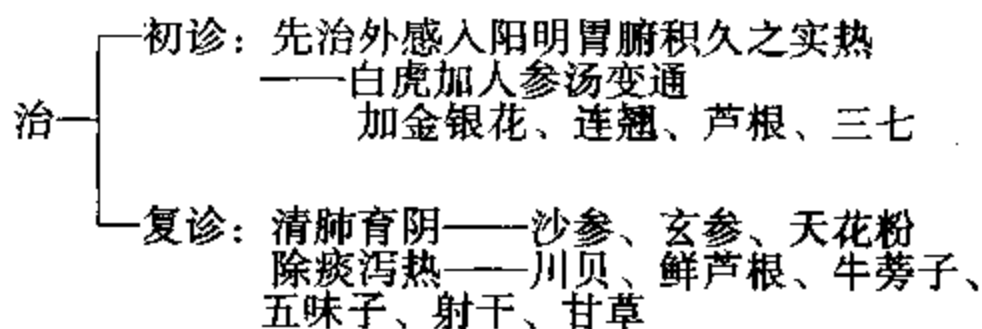 初诊：先治外感入阳明胃腑积久之实热
——白虎加人参汤变通
加金银花、连翘、芦根、三七
治
复诊：清肺育阴——沙参、玄参、天花粉
除痰泻热——川贝、鲜芦根、牛蒡子、
五味子、射干、甘草